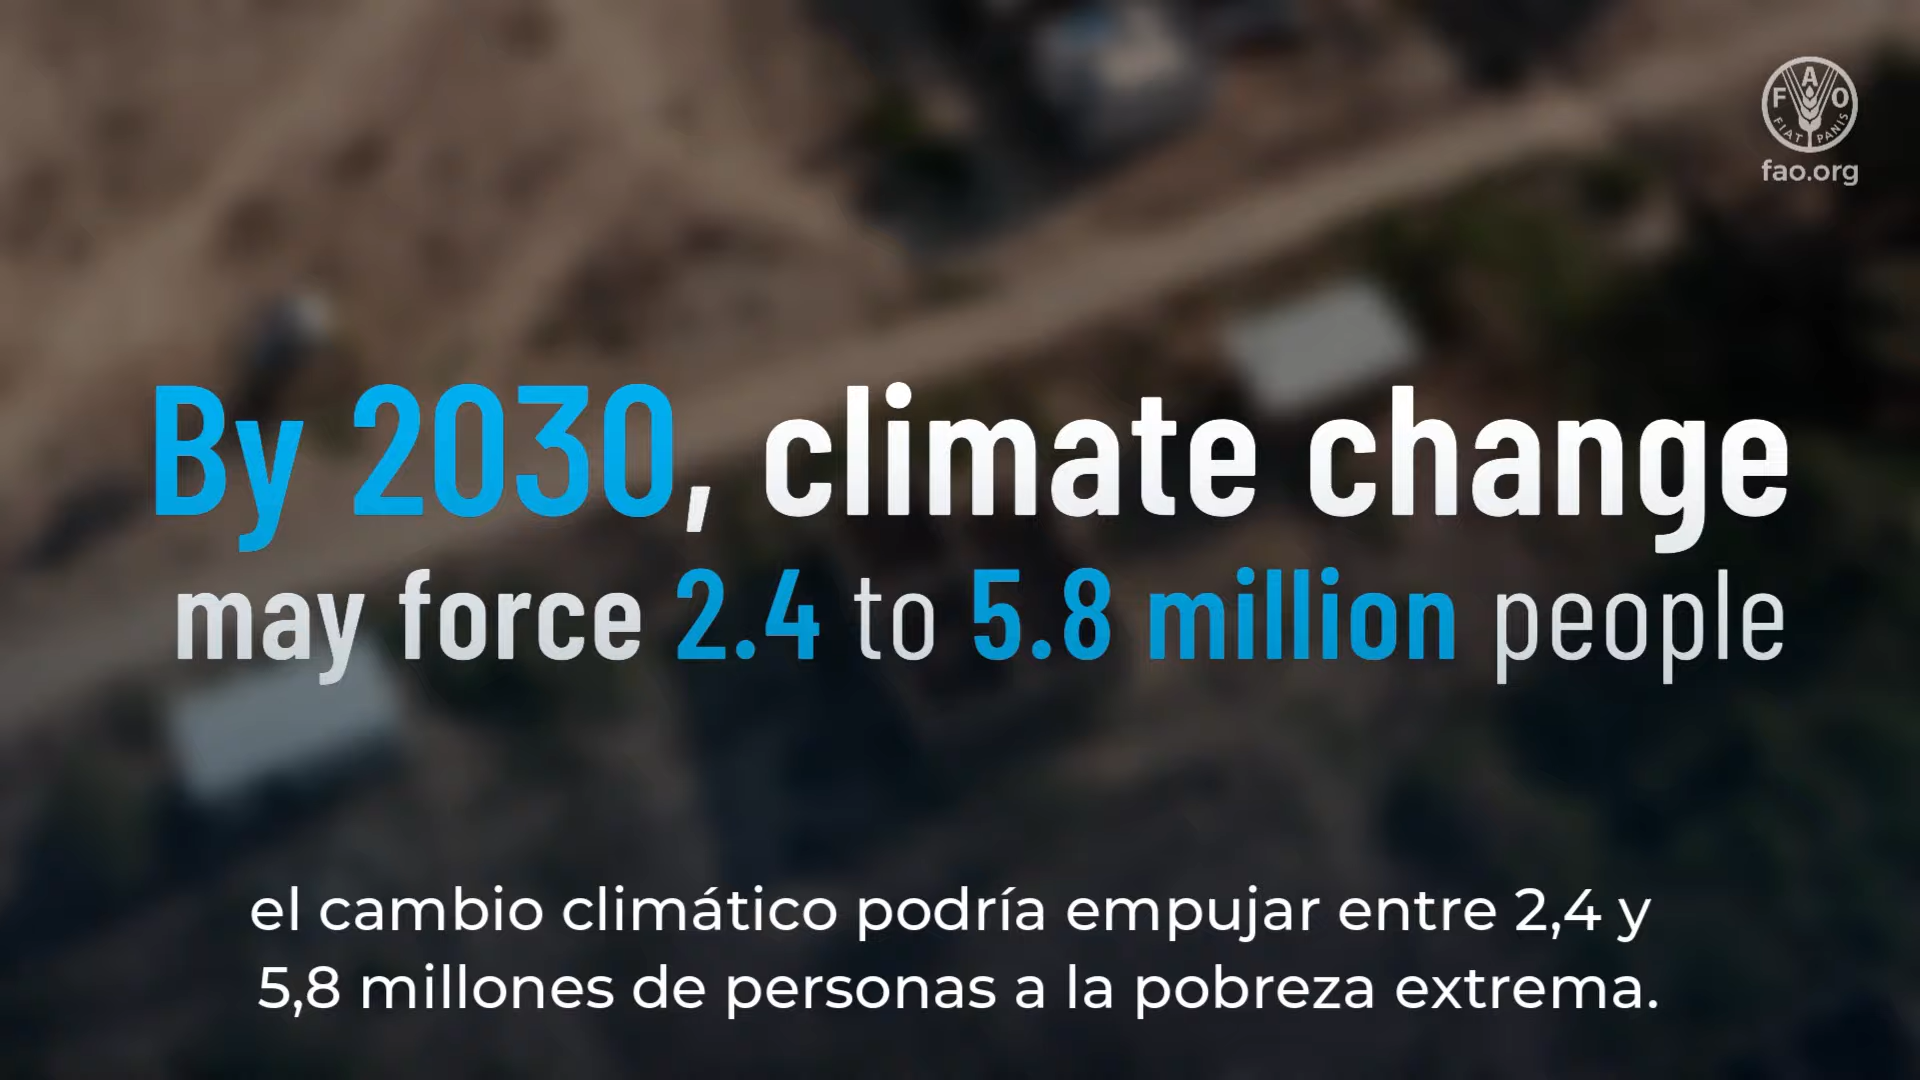 FAO
FIAT PANIS
fao.org
By 2030, climate change
may force 2.4 to 5.8 million people
el cambio climático podría empujar entre 2,4 y
5,8 millones de personas a la pobreza extrema.